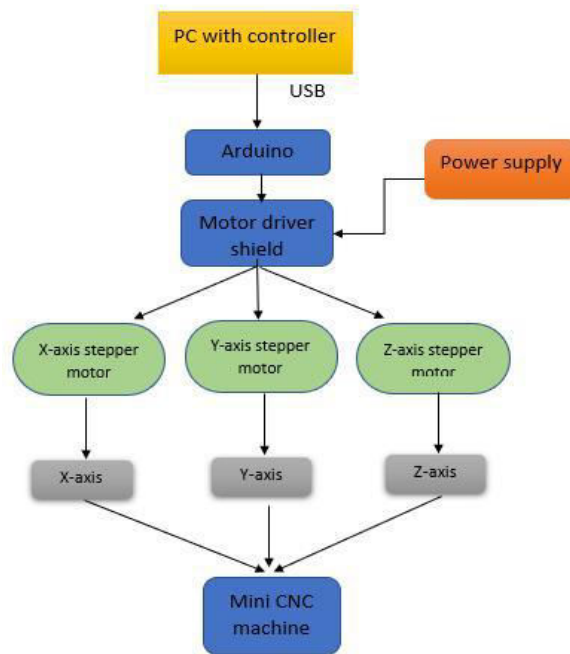 PC with controller
USB
Arduino
Power supply
Motor driver
shield
X-axis stepper
motor
Y-axis stepper
motor
Z-axis stepper
motor
X-axis
Y-axis
Z-axis
Mini CNC
machine